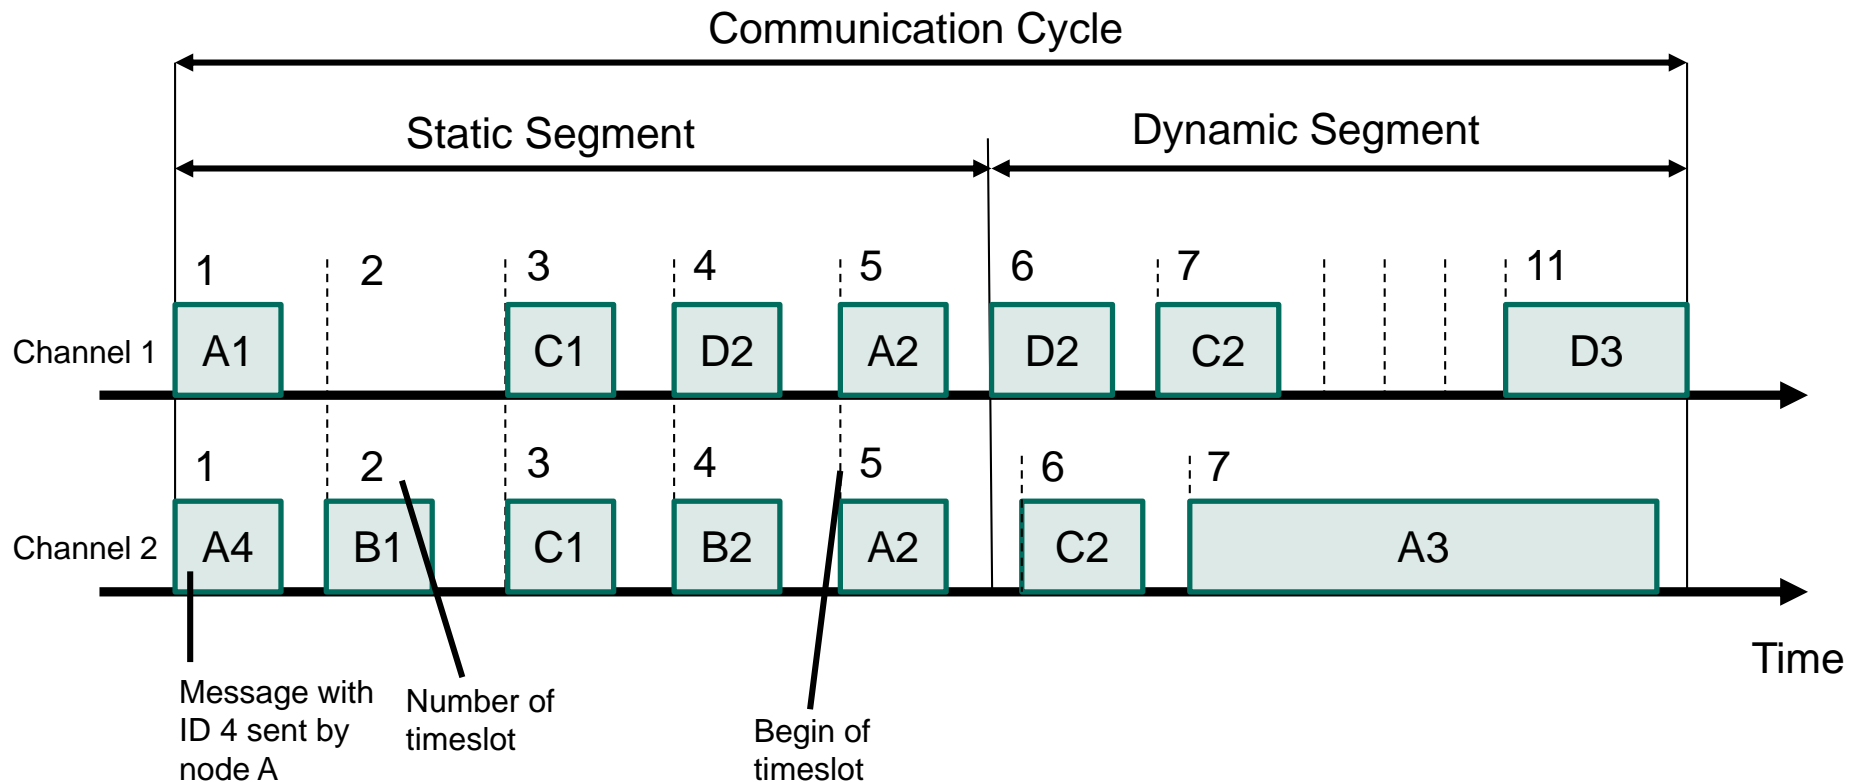 Communication Cycle
Static Segment
Dynamic Segment
1 2 3 4 5 6 7 11
Channel 1 A1 C1 D2 A2 D2 C2 D3
1 2 3 4 5 6 7
Channel 2 A4 B1 C1 B2 A2 C2 A3
Time
Message with
ID 4 sent by
node A
Number of
timeslot
Begin of
timeslot